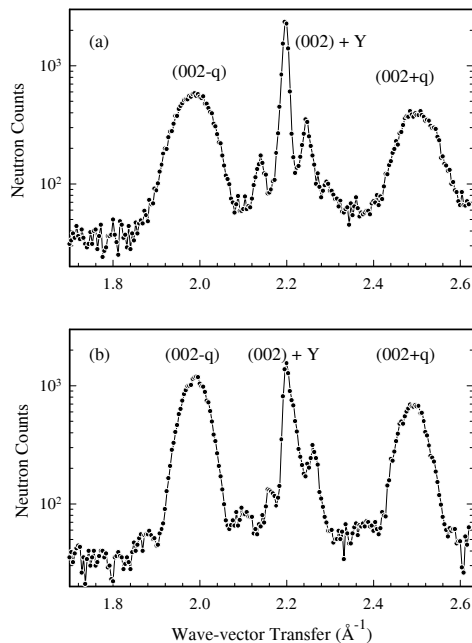 (a)
(002-q)
(002) + Y
(002+q)
Neutron Counts
10³
10²
1.8 2.0 2.2 2.4 2.6
(b)
(002-q) (002) + Y (002+q)
Neutron Counts
10³
10²
1.8 2.0 2.2 2.4 2.6
Wave-vector Transfer (Å⁻¹)